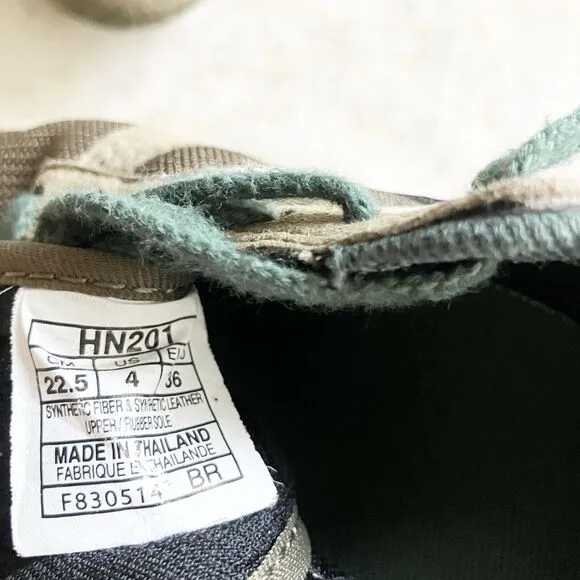 HN201
CM US EU
22.5 4 36
SYNTHETIC FIBER & SYNTHETIC LEATHER
UPPER / RUBBER SOLE
MADE IN THAILAND
FABRIQUE EN THAILANDE
F830514 BR